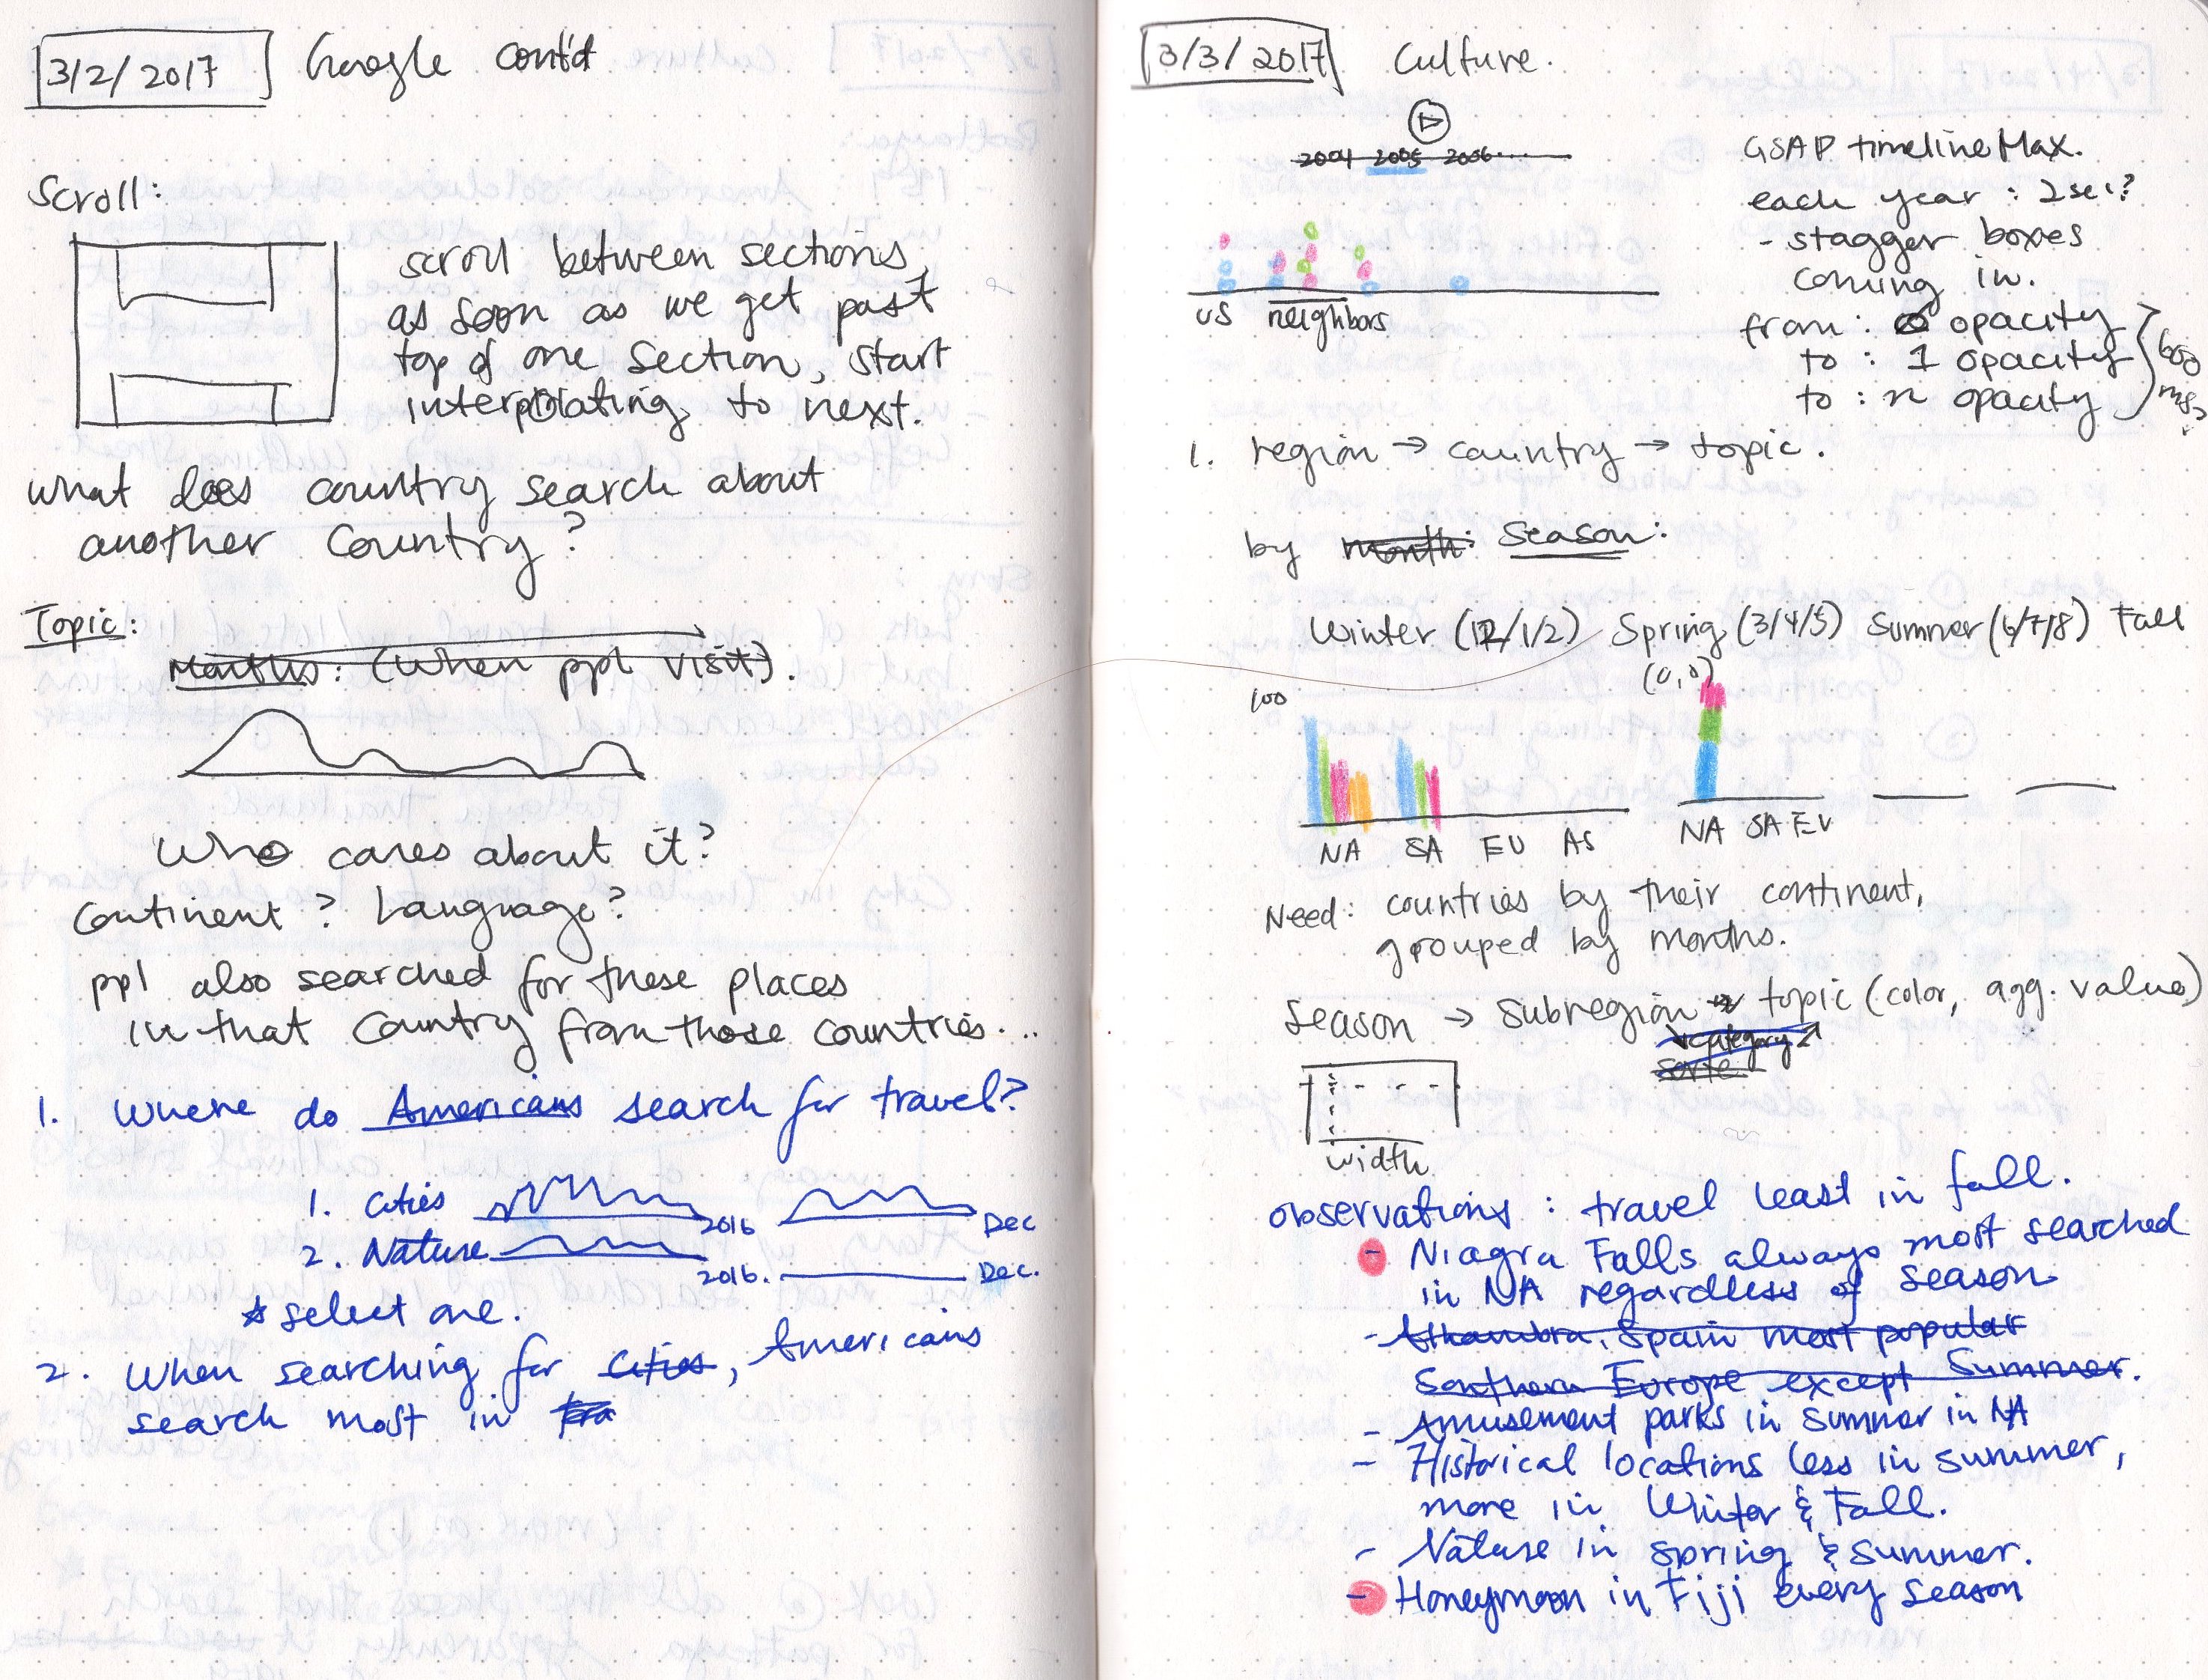 3/2/2017 Google cont'd
Scroll:
scroll between sections,
as soon as we get past
top of one section, start
interpolating to next.
what does country search about
another country?
Topic:
Months: (when ppl visit).
Who cares about it?
Continent? Language?
ppl also searched for these places
in that country from those countries...
1. Where do Americans search for travel?
1. Cities 2016 Dec
2. Nature 2016. Dec.
* select one.
2. When searching for cities, Americans
search most in
3/3/2017 Culture.
2004 2005 2006....
US neighbors
GSAP timelineMax.
each year : 2sec?
- stagger boxes
coming in.
from : 0 opacity
to : 1 opacity
to : n opacity
600
ms?
1. region → country → topic.
by month: Season:
Winter (12/1/2) Spring (3/4/5) Summer (6/7/8) Fall
(0,0)
100
NA SA EU AS
NA SA EU
Need: countries by their continent,
grouped by months.
Season → Subregion → topic (color, agg. value)
category
width
observations : travel least in fall.
- Niagra Falls always most searched
in NA regardless of season
- Alhambra, Spain most popular
Southern Europe except Summer.
- Amusement parks in summer in NA
- Historical locations less in summer,
more in Winter & Fall.
- Nature in spring & summer.
- Honeymoon in Fiji every season